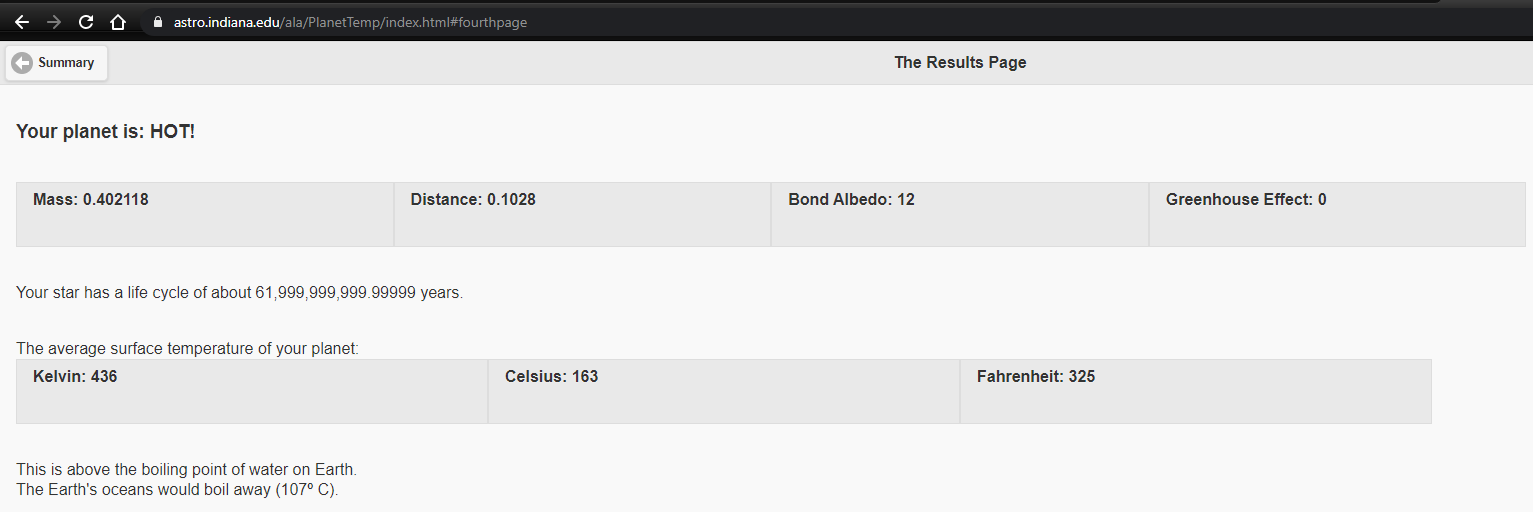 astro.indiana.edu/ala/PlanetTemp/index.html#fourthpage
Summary
The Results Page
Your planet is: HOT!
Mass: 0.402118
Distance: 0.1028
Bond Albedo: 12
Greenhouse Effect: 0
Your star has a life cycle of about 61,999,999,999.99999 years.
The average surface temperature of your planet:
Kelvin: 436
Celsius: 163
Fahrenheit: 325
This is above the boiling point of water on Earth.
The Earth's oceans would boil away (107º C).